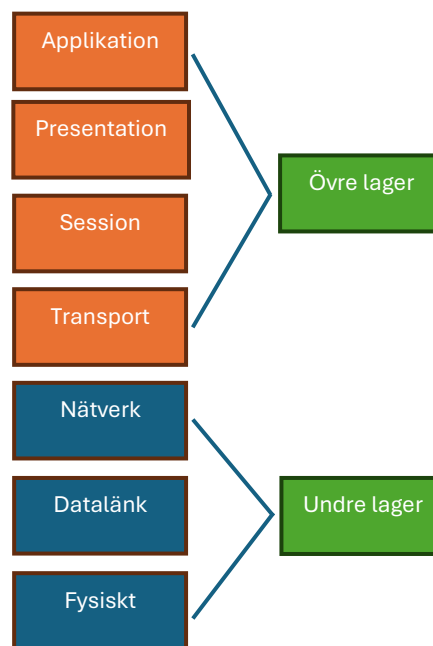 Applikation
Presentation
Övre lager
Session
Transport
Nätverk
Datalänk
Undre lager
Fysiskt